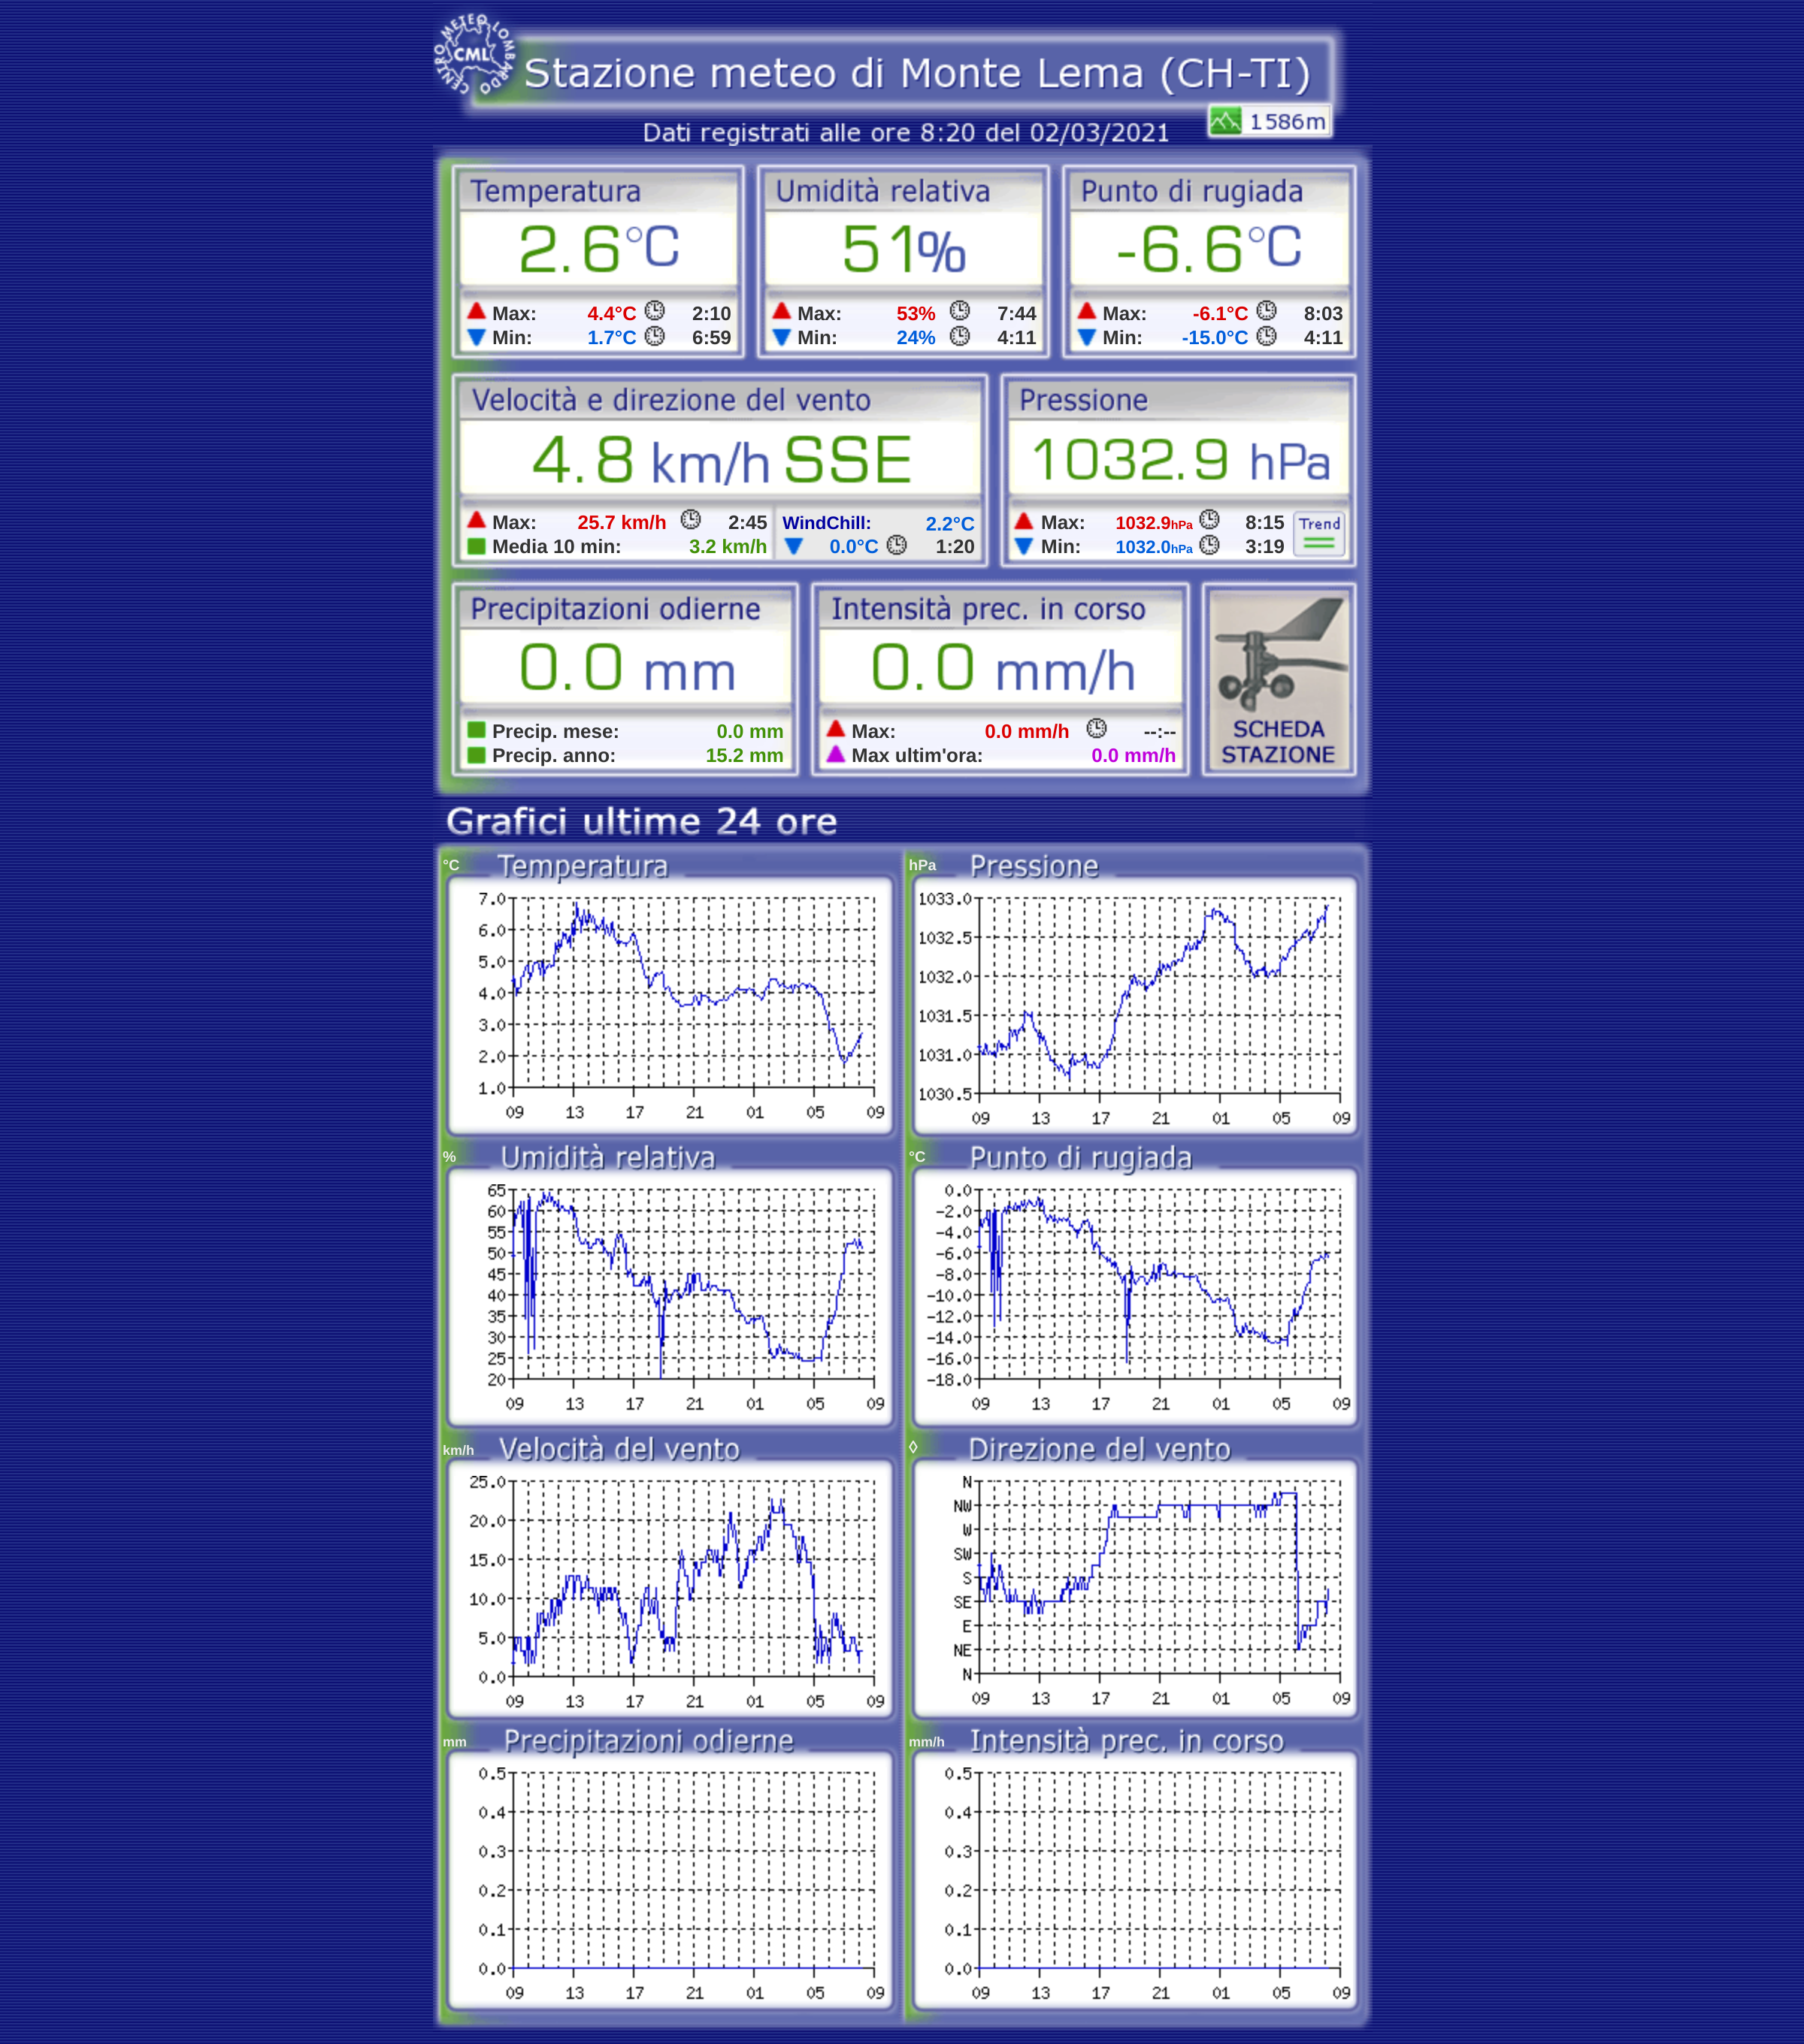 CENTRO METEO LOMBARDO
CML
Stazione meteo di Monte Lema (CH-TI)
1586m
Dati registrati alle ore 8:20 del 02/03/2021
Temperatura Umidità relativa Punto di rugiada
2.6°C 51% -6.6°C
Max: 4.4°C 2:10 Max: 53% 7:44 Max: -6.1°C 8:03
Min: 1.7°C 6:59 Min: 24% 4:11 Min: -15.0°C 4:11
Velocità e direzione del vento Pressione
4.8 km/h SSE 1032.9 hPa
Max: 25.7 km/h 2:45 WindChill: 2.2°C Max: 1032.9hPa 8:15 Trend
Media 10 min: 3.2 km/h 0.0°C 1:20 Min: 1032.0hPa 3:19
Precipitazioni odierne Intensità prec. in corso
0.0 mm 0.0 mm/h
Precip. mese: 0.0 mm Max: 0.0 mm/h --:-- SCHEDA
Precip. anno: 15.2 mm Max ultim'ora: 0.0 mm/h STAZIONE
Grafici ultime 24 ore
°C Temperatura
7.0
6.0
5.0
4.0
3.0
2.0
1.0
09 13 17 21 01 05 09
hPa Pressione
1033.0
1032.5
1032.0
1031.5
1031.0
1030.5
09 13 17 21 01 05 09
% Umidità relativa
65
60
55
50
45
40
35
30
25
20
09 13 17 21 01 05 09
°C Punto di rugiada
0.0
-2.0
-4.0
-6.0
-8.0
-10.0
-12.0
-14.0
-16.0
-18.0
09 13 17 21 01 05 09
km/h Velocità del vento
25.0
20.0
15.0
10.0
5.0
0.0
09 13 17 21 01 05 09
◊ Direzione del vento
N
NW
W
SW
S
SE
E
NE
N
09 13 17 21 01 05 09
mm Precipitazioni odierne
0.5
0.4
0.3
0.2
0.1
0.0
09 13 17 21 01 05 09
mm/h Intensità prec. in corso
0.5
0.4
0.3
0.2
0.1
0.0
09 13 17 21 01 05 09